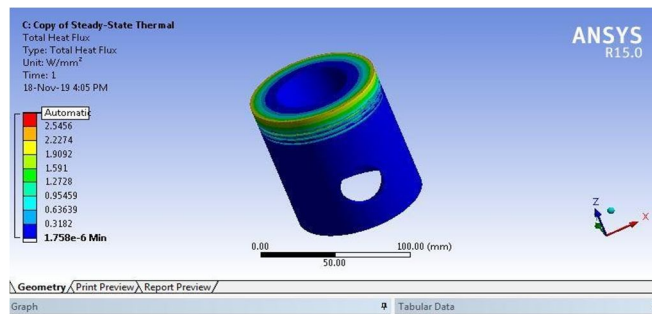 C: Copy of Steady-State Thermal
Total Heat Flux
Type: Total Heat Flux
Unit: W/mm²
Time: 1
18-Nov-19 4:05 PM
ANSYS
R15.0
Automatic
2.5456
2.2274
1.9092
1.591
1.2728
0.95459
0.63639
0.3182
1.758e-6 Min
Z
X
0.00
100.00 (mm)
50.00
Geometry Print Preview Report Preview
Graph
Tabular Data